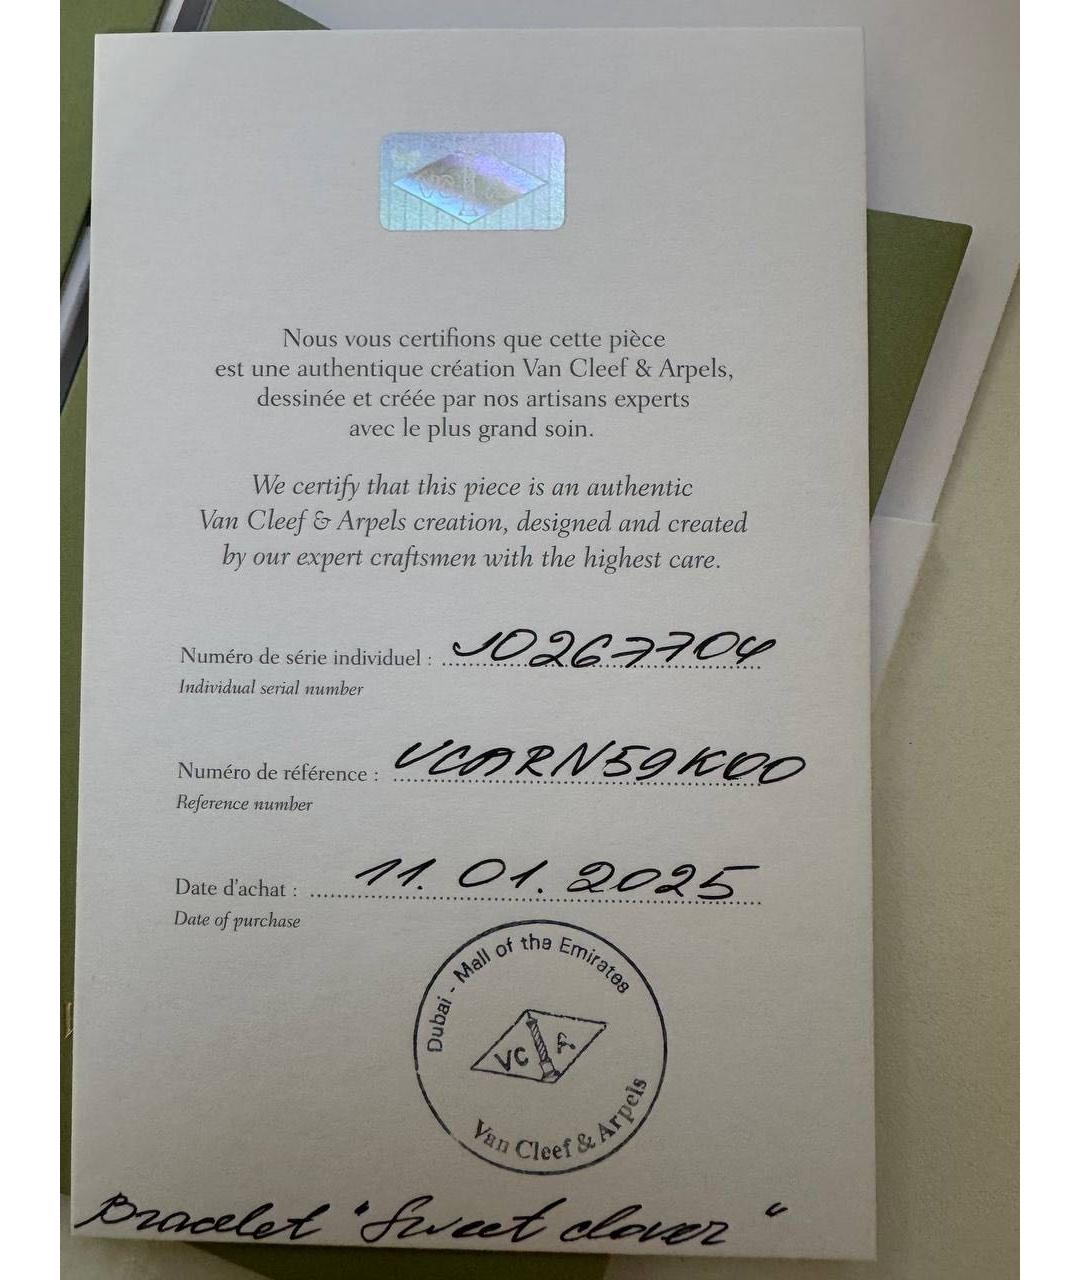 VCA
Nous vous certifions que cette pièce
est une authentique création Van Cleef & Arpels,
dessinée et créée par nos artisans experts
avec le plus grand soin.
We certify that this piece is an authentic
Van Cleef & Arpels creation, designed and created
by our expert craftsmen with the highest care.
Numéro de série individuel : JO267704
Individual serial number
Numéro de référence : VCARN59K00
Reference number
Date d'achat : 11.01.2025
Date of purchase
Dubai - Mall of the Emirates
VC A
Van Cleef & Arpels
Bracelet "Sweet clover"